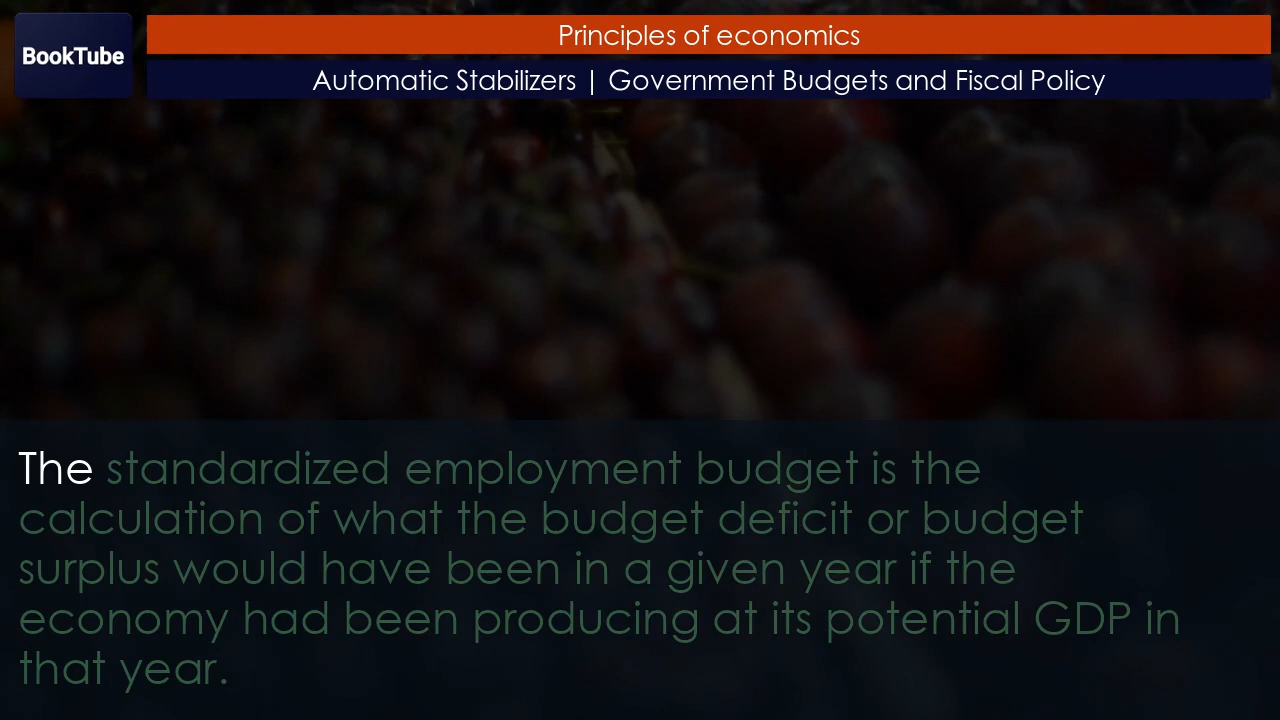 BookTube
Principles of economics
Automatic Stabilizers | Government Budgets and Fiscal Policy
The standardized employment budget is the
calculation of what the budget deficit or budget
surplus would have been in a given year if the
economy had been producing at its potential GDP in
that year.